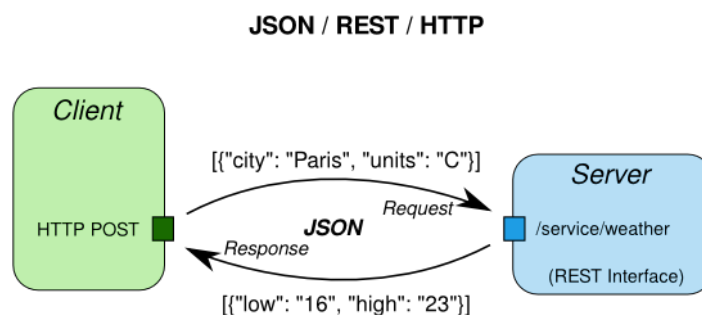 JSON / REST / HTTP
Client
[{"city": "Paris", "units": "C"}]
Server
Request
HTTP POST
JSON
/service/weather
Response
(REST Interface)
[{"low": "16", "high": "23"}]